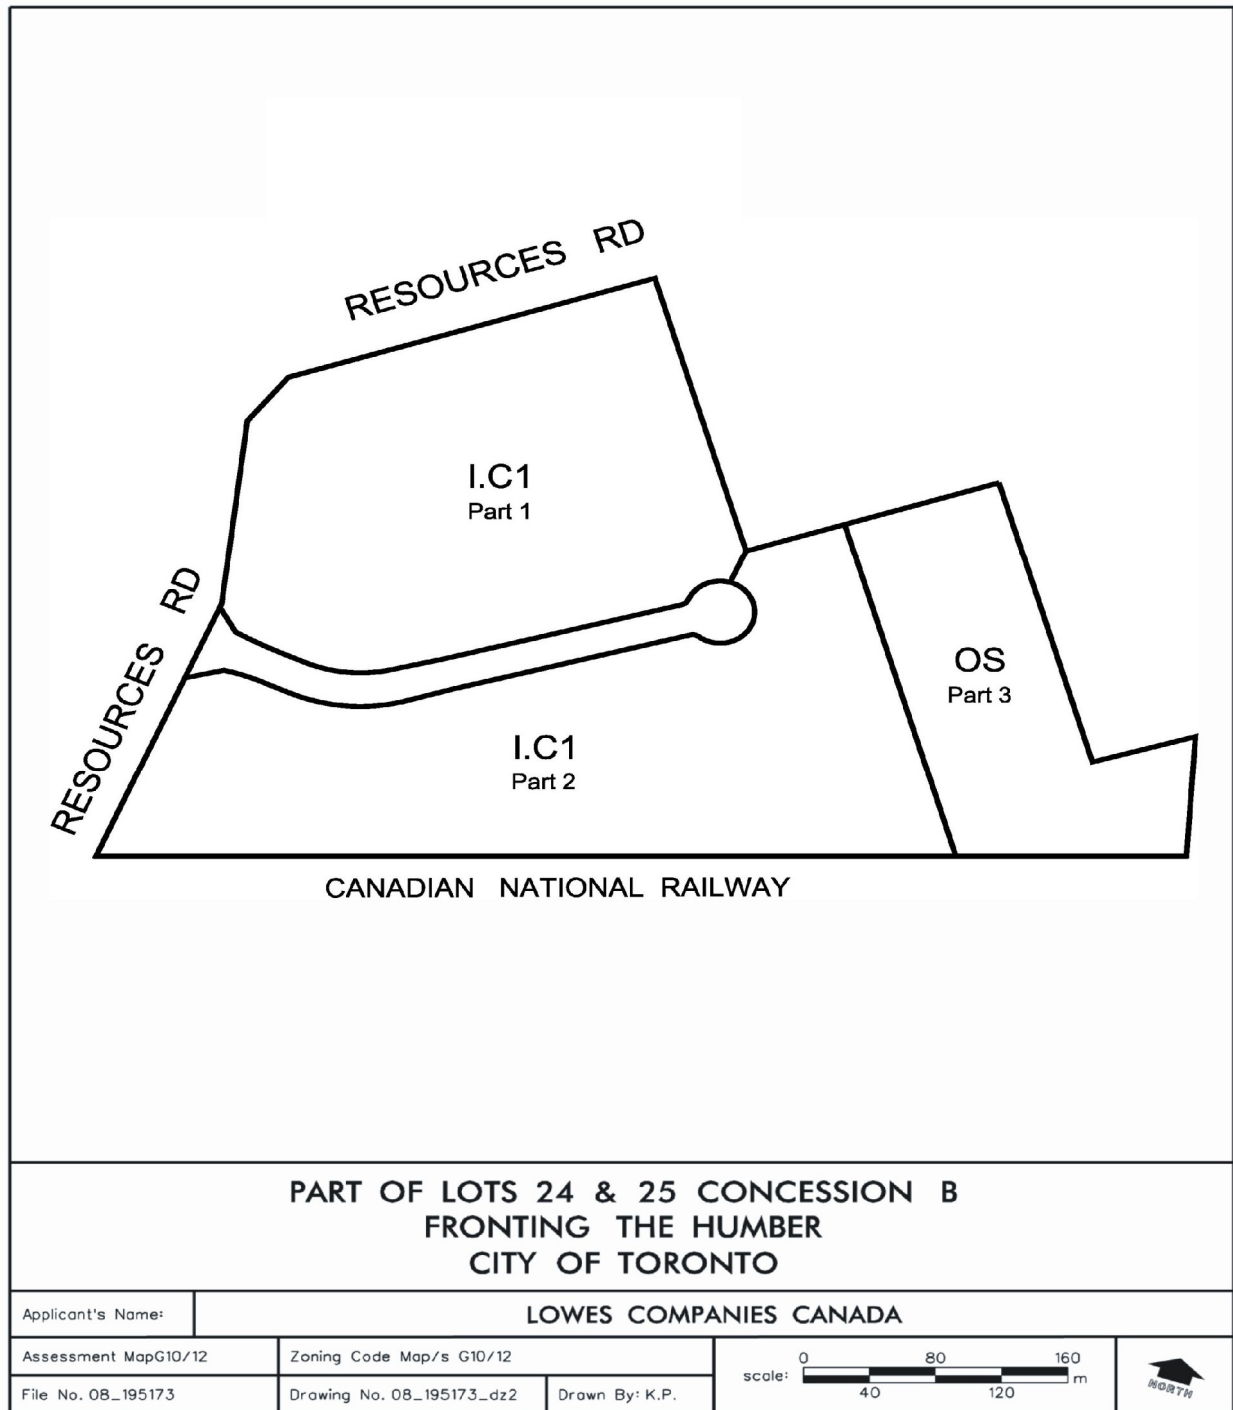 RESOURCES RD
I.C1
Part 1
RESOURCES RD
OS
Part 3
I.C1
Part 2
CANADIAN NATIONAL RAILWAY
PART OF LOTS 24 & 25 CONCESSION B
FRONTING THE HUMBER
CITY OF TORONTO
Applicant's Name:
LOWES COMPANIES CANADA
Assessment MapG10/12
Zoning Code Map/s G10/12
File No. 08_195173
Drawing No. 08_195173_dz2
Drawn By: K.P.
scale:
0 80 160
m
40 120
NORTH